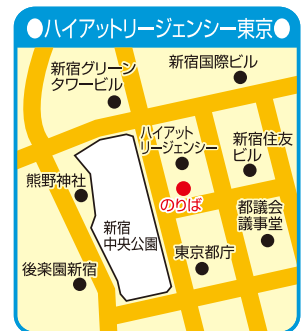 ●ハイアットリージェンシー東京●
新宿グリーン
タワービル
新宿国際ビル
ハイアット
リージェンシー
新宿住友
ビル
熊野神社
のりば
新宿
中央公園
都議会
議事堂
東京都庁
後楽園新宿